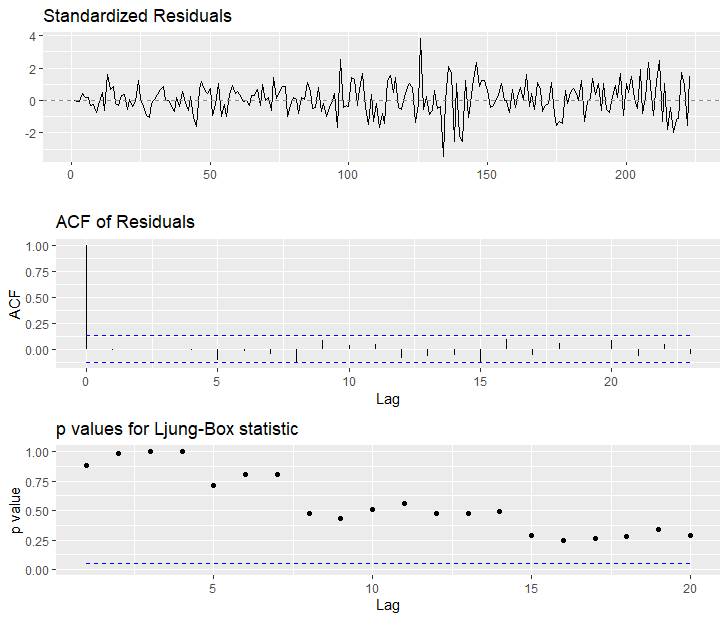 Standardized Residuals
4
2
0
-2
0 50 100 150 200
ACF of Residuals
1.00
0.75
0.50
0.25
0.00
ACF
0 5 10 15 20
Lag
p values for Ljung-Box statistic
1.00
0.75
0.50
0.25
0.00
p value
5 10 15 20
Lag